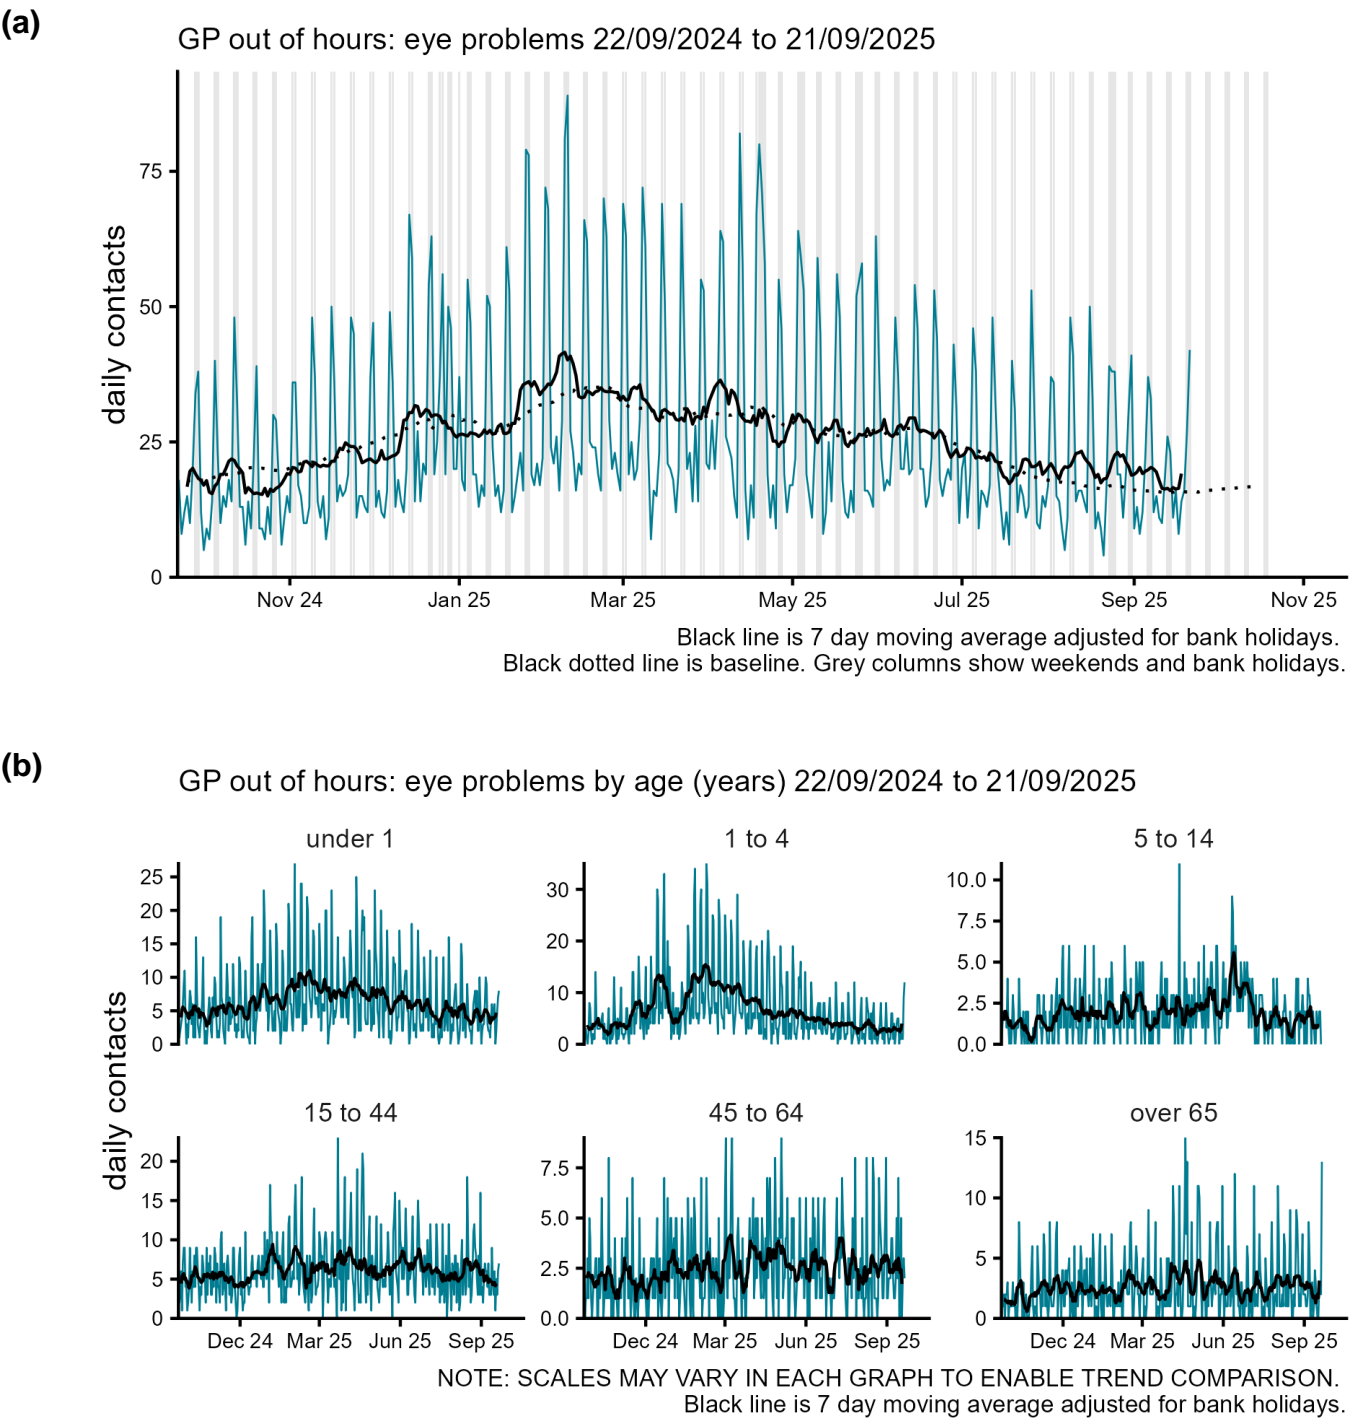 (a)
GP out of hours: eye problems 22/09/2024 to 21/09/2025
daily contacts
75
50
25
0
Nov 24 Jan 25 Mar 25 May 25 Jul 25 Sep 25 Nov 25
Black line is 7 day moving average adjusted for bank holidays.
Black dotted line is baseline. Grey columns show weekends and bank holidays.
(b)
GP out of hours: eye problems by age (years) 22/09/2024 to 21/09/2025
daily contacts
under 1
25
20
15
10
5
0
1 to 4
30
20
10
0
5 to 14
10.0
7.5
5.0
2.5
0.0
15 to 44
20
15
10
5
0
Dec 24 Mar 25 Jun 25 Sep 25
45 to 64
7.5
5.0
2.5
0.0
Dec 24 Mar 25 Jun 25 Sep 25
over 65
15
10
5
0
Dec 24 Mar 25 Jun 25 Sep 25
NOTE: SCALES MAY VARY IN EACH GRAPH TO ENABLE TREND COMPARISON.
Black line is 7 day moving average adjusted for bank holidays.